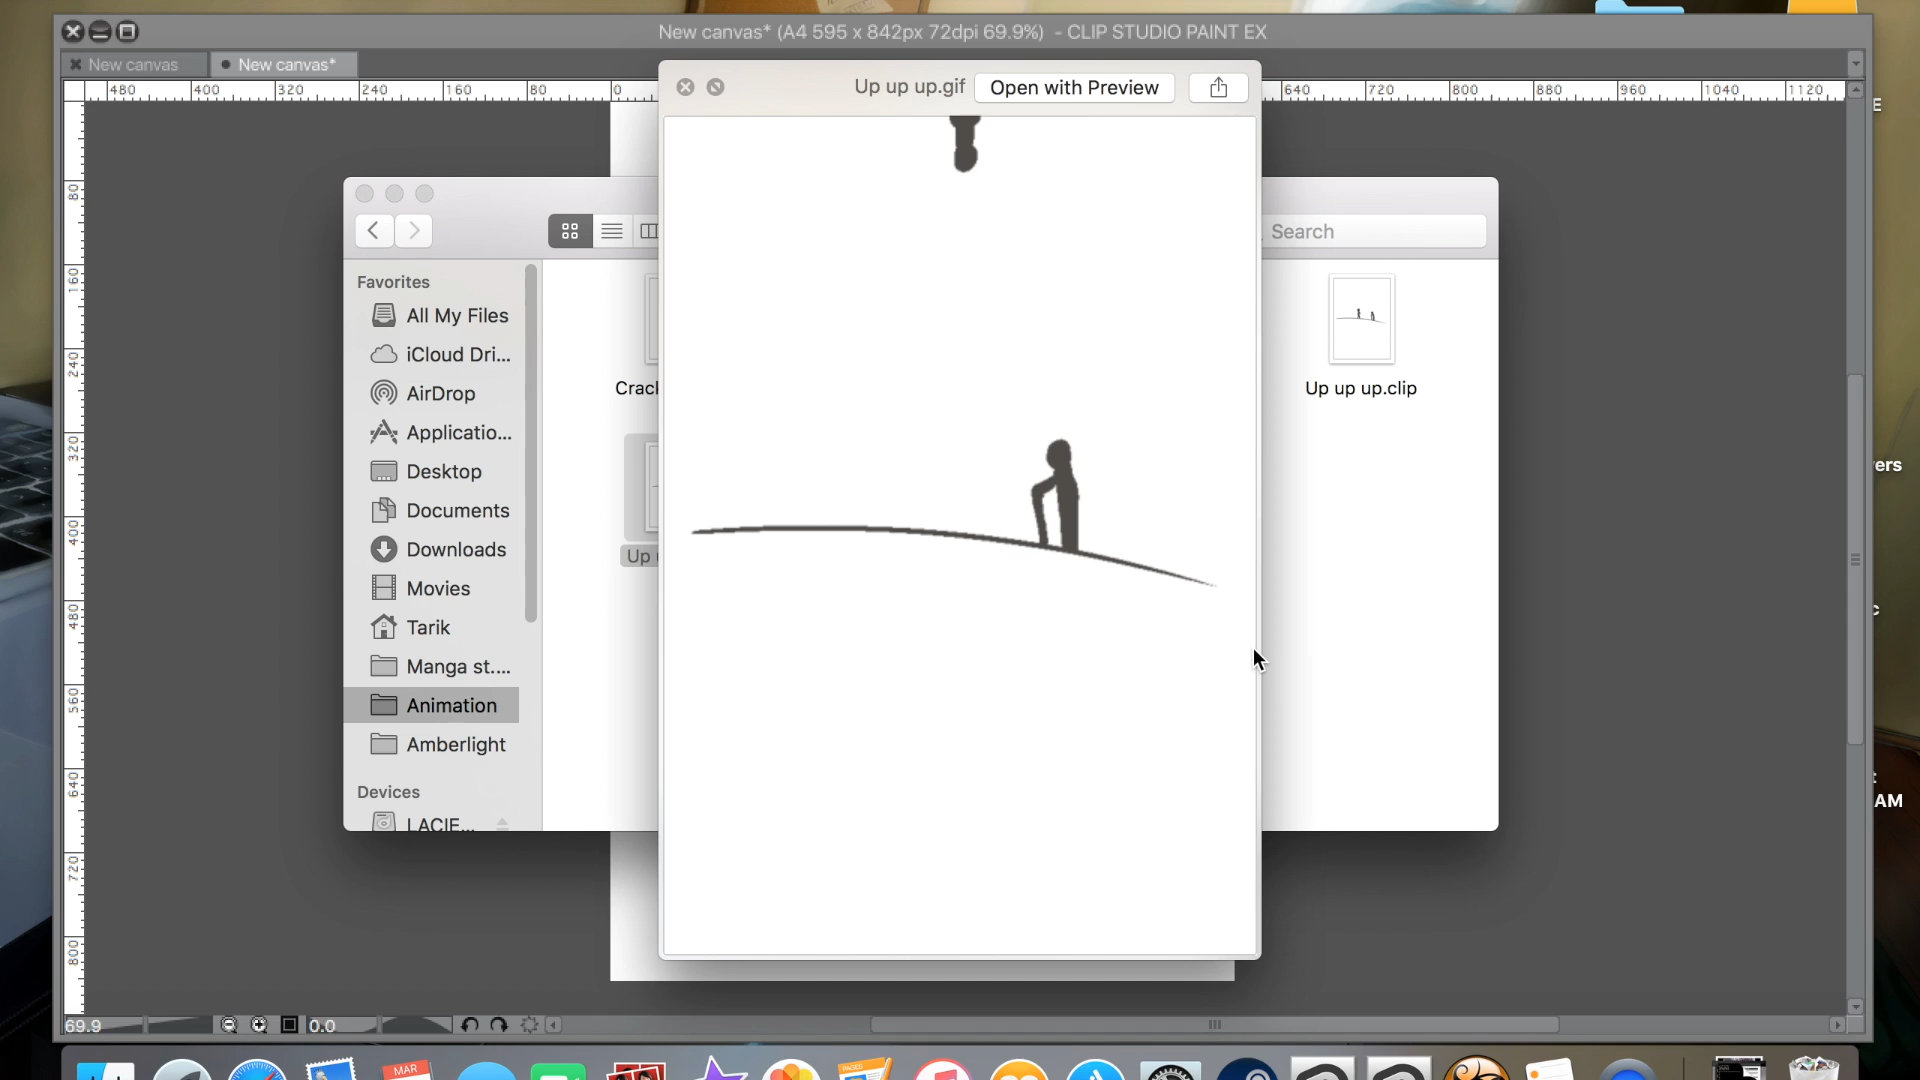 New canvas* (A4 595 x 842px 72dpi 69.9%) - CLIP STUDIO PAINT EX
New canvas
New canvas*
480 400 320 240 160 80 0
640 720 800 880 960 1040 1120
Up up up.gif
Open with Preview
Search
Favorites
All My Files
iCloud Dri...
AirDrop
Applicatio...
Desktop
Documents
Downloads
Movies
Tarik
Manga st....
Animation
Amberlight
Devices
LACIE...
Crack
Up
Up up up.clip
80
160
240
320
400
480
560
640
720
800
E
ers
AM
69.9
0.0
MAR
PAGES